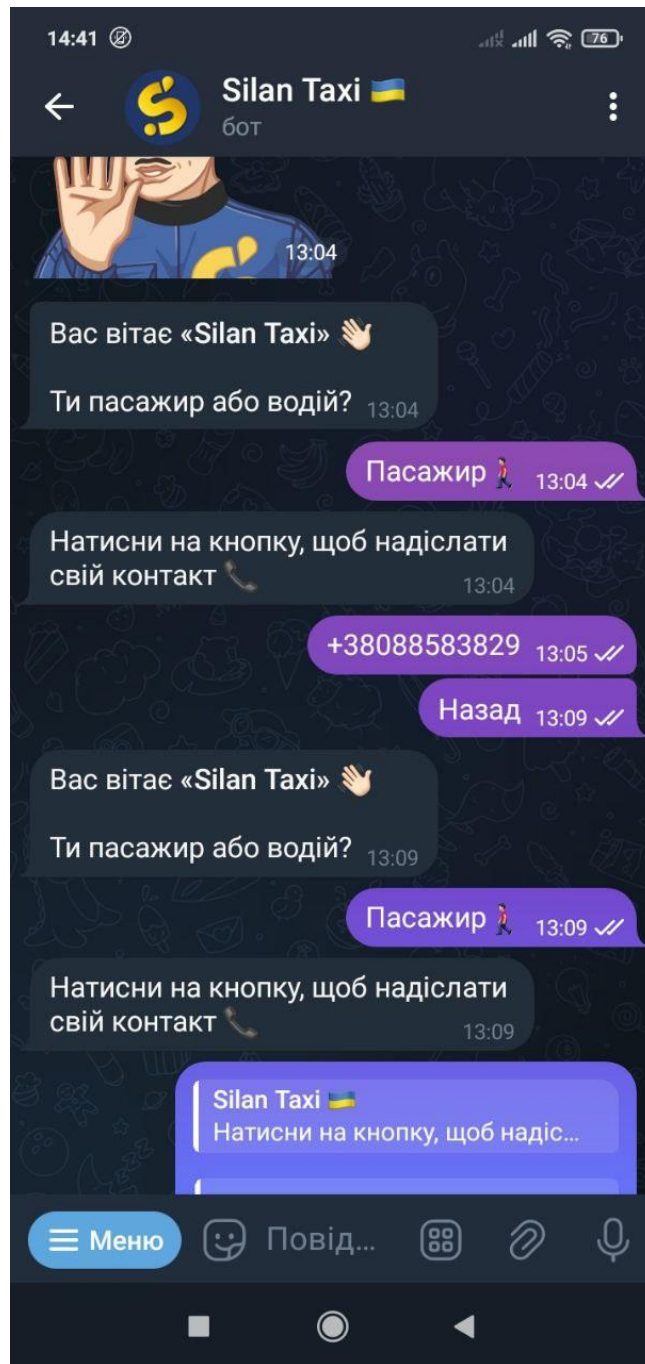 14:41
76
Silan Taxi
бот
13:04
Вас вітає «Silan Taxi»
Ти пасажир або водій? 13:04
Пасажир 13:04
Натисни на кнопку, щоб надіслати
свій контакт 13:04
+38088583829 13:05
Назад 13:09
Вас вітає «Silan Taxi»
Ти пасажир або водій? 13:09
Пасажир 13:09
Натисни на кнопку, щоб надіслати
свій контакт 13:09
Silan Taxi
Натисни на кнопку, щоб надіс...
Меню
Повід...